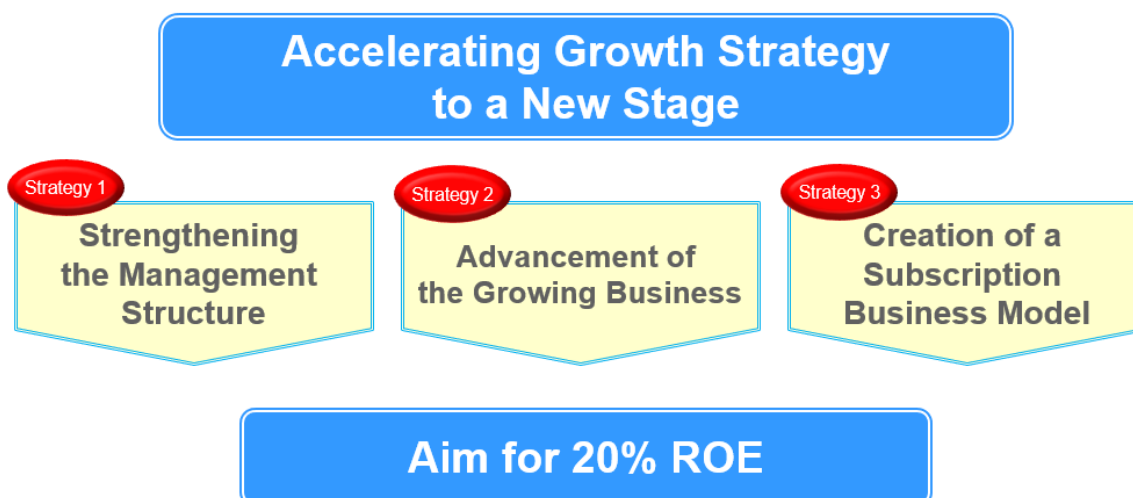 Accelerating Growth Strategy
to a New Stage
Strategy 1
Strengthening
the Management
Structure
Strategy 2
Advancement of
the Growing Business
Strategy 3
Creation of a
Subscription
Business Model
Aim for 20% ROE